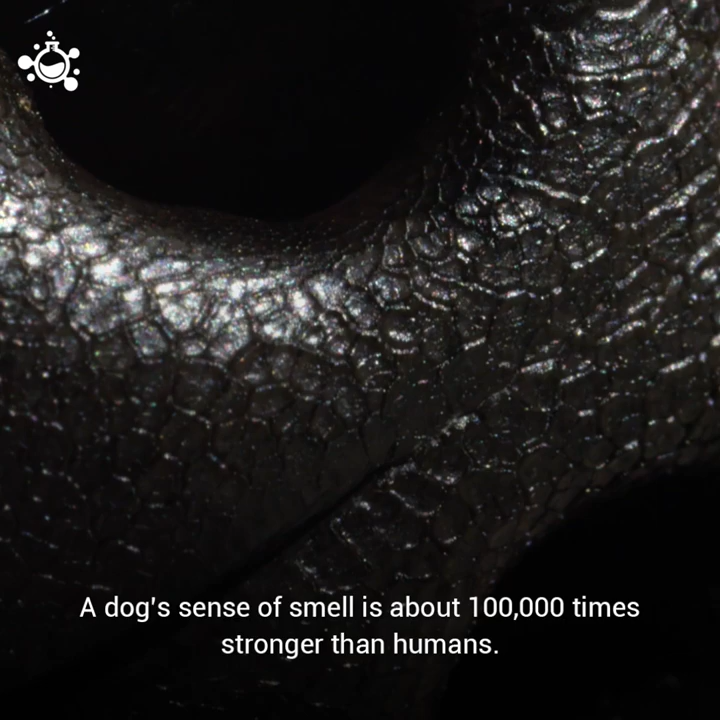 A dog's sense of smell is about 100,000 times
stronger than humans.